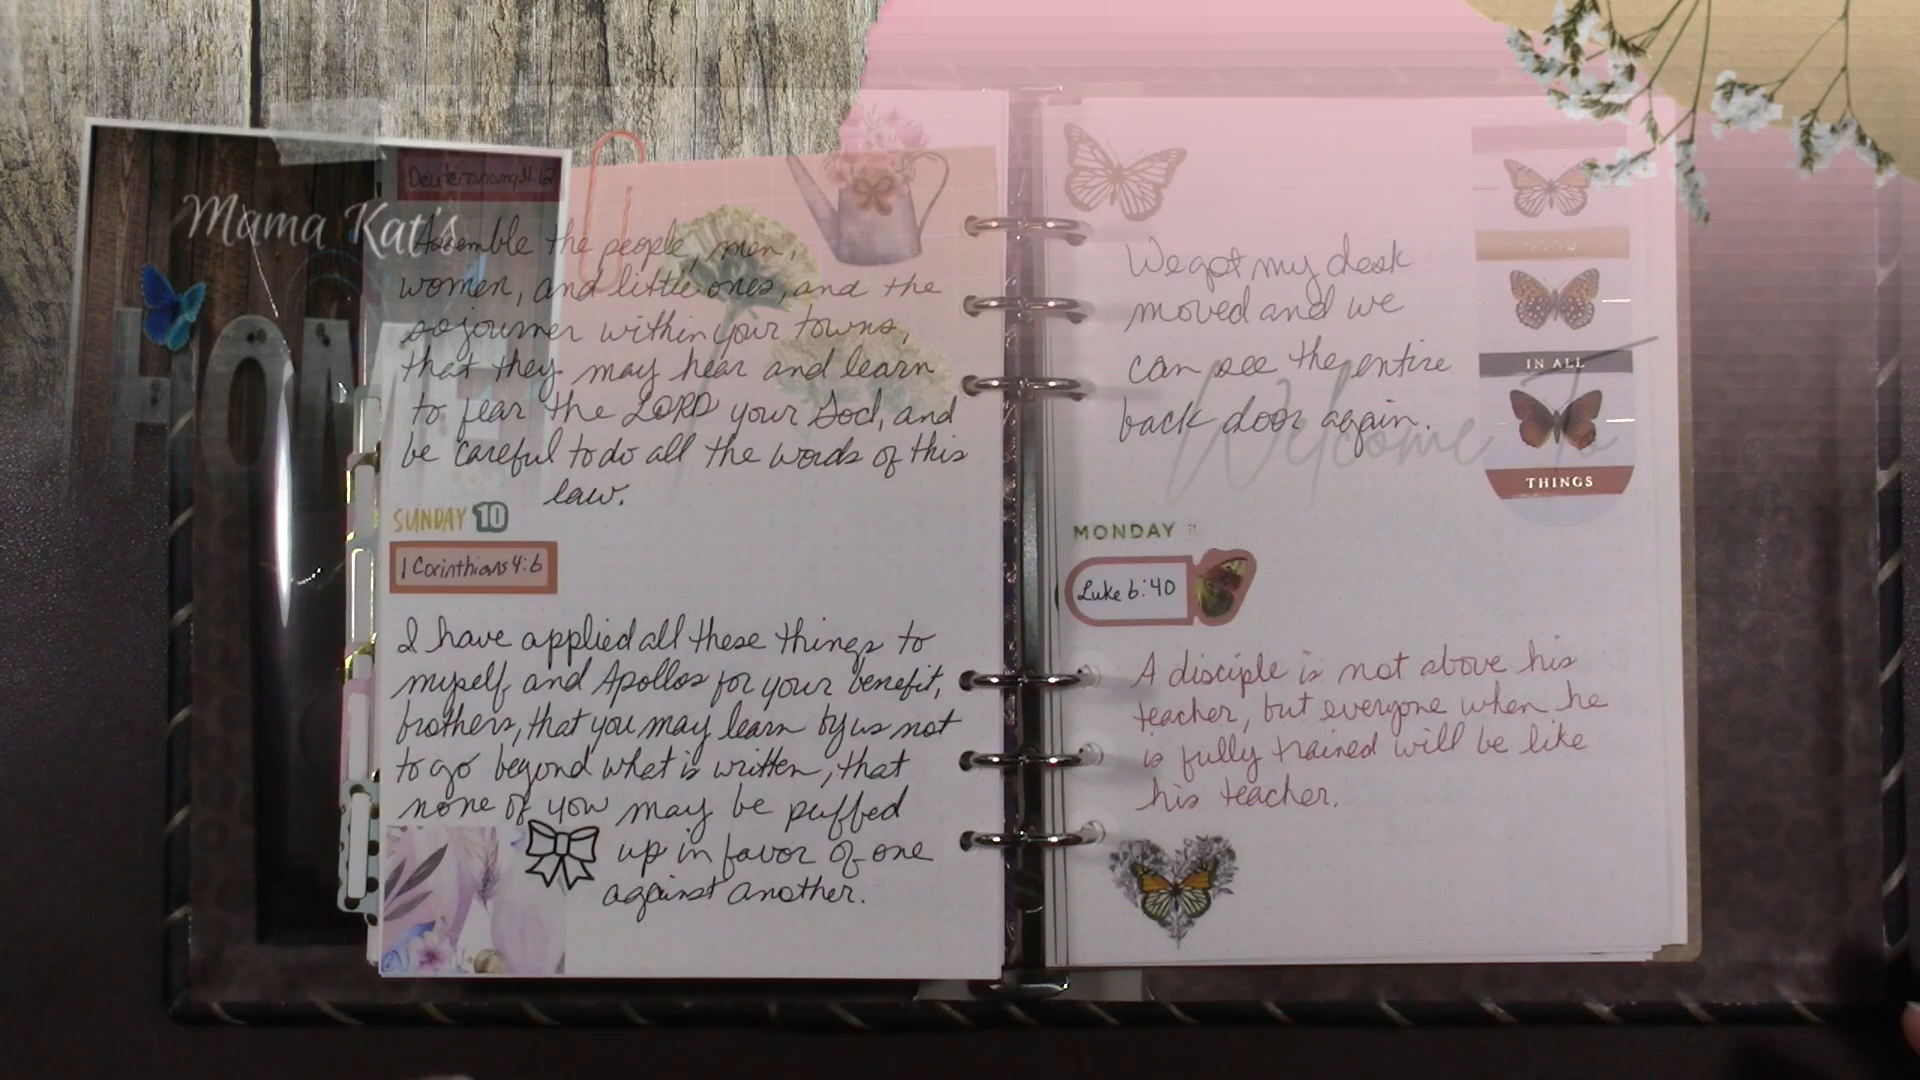 Mama Kat's
HOME
Deuteronomy 31:12
Assemble the people, men,
women, and little ones, and the
sojourner within your towns,
that they may hear and learn
to fear the LORD your God, and
be careful to do all the words of this
law.
SUNDAY 10
1 Corinthians 4:6
I have applied all these things to
myself and Apollos for your benefit,
brothers, that you may learn by us not
to go beyond what is written, that
none of you may be puffed
up in favor of one
against another.
We got my desk
moved and we
can see the entire
back door again.
Welcome To
IN ALL
THINGS
MONDAY 11
Luke 6:40
A disciple is not above his
teacher, but everyone when he
is fully trained will be like
his teacher.